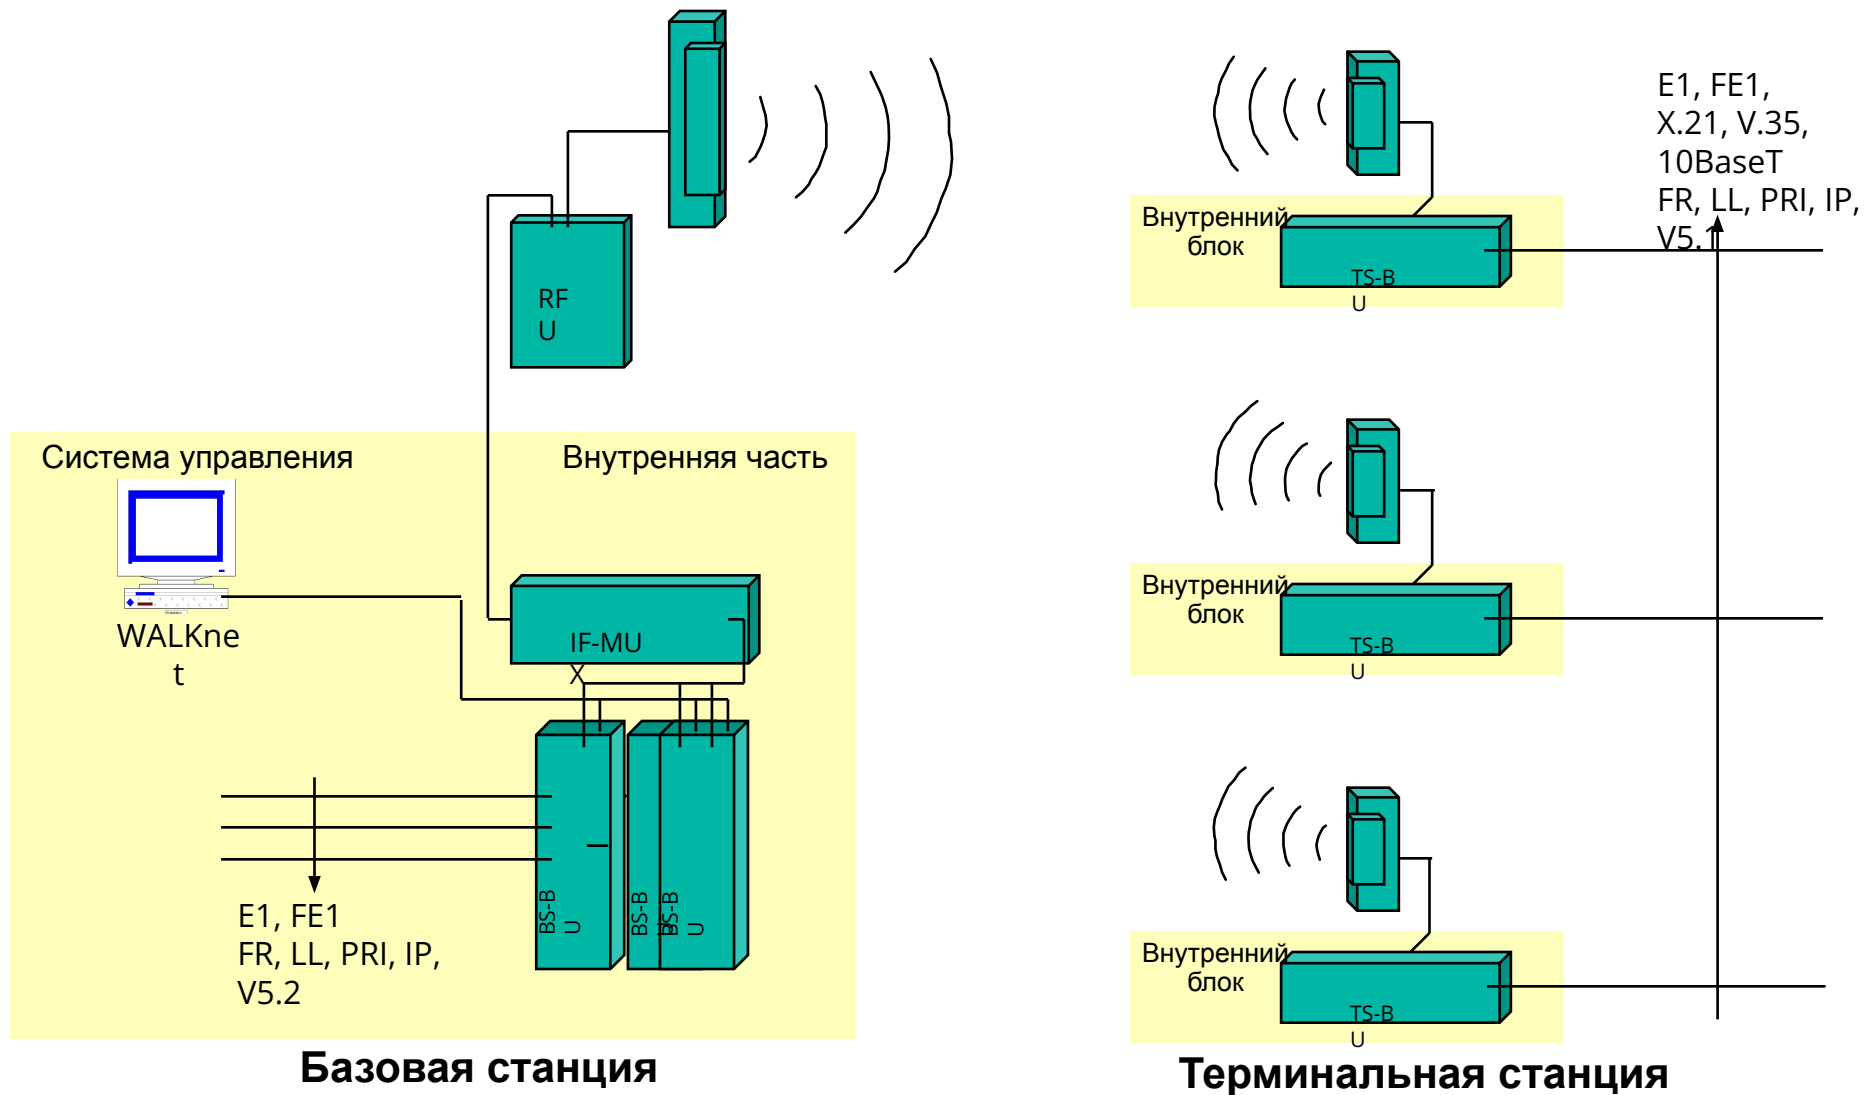 RF
U
Система управления
Внутренняя часть
WALKne
t
IF-MU
X
BS-B
U
BS-B
U
BS-B
U
E1, FE1
FR, LL, PRI, IP,
V5.2
Базовая станция
E1, FE1,
X.21, V.35,
10BaseT
FR, LL, PRI, IP,
V5.1
Внутренний
блок
TS-B
U
Внутренний
блок
TS-B
U
Внутренний
блок
TS-B
U
Терминальная станция